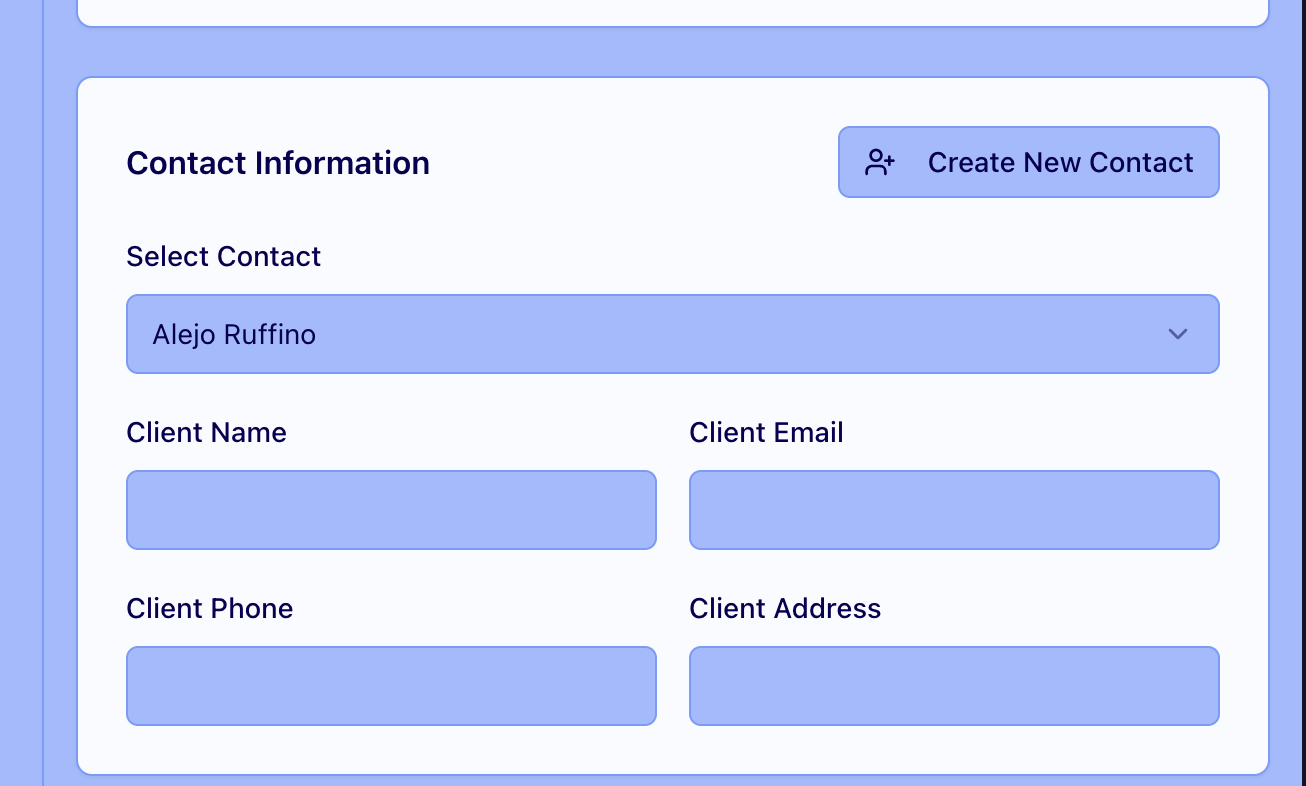 Contact Information
Create New Contact
Select Contact
Alejo Ruffino
Client Name
Client Email
Client Phone
Client Address